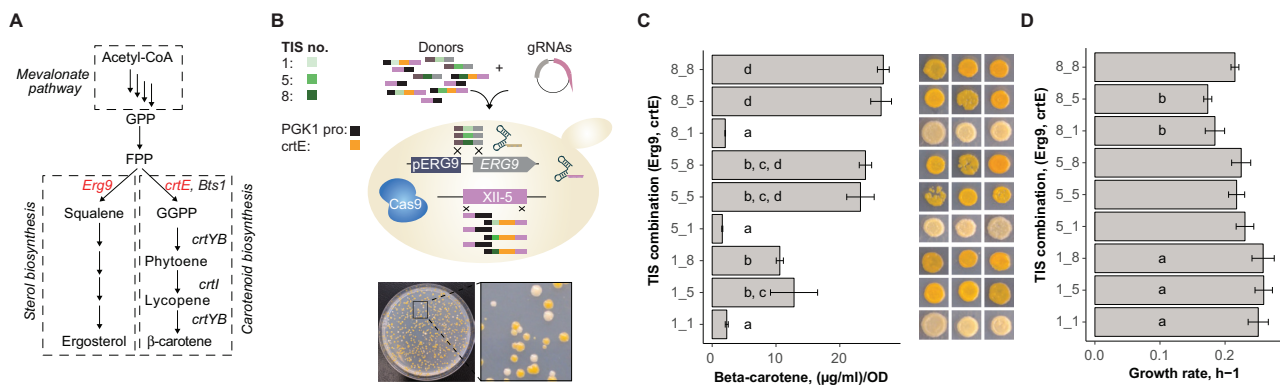 A
Acetyl-CoA
Mevalonate
pathway
GPP
FPP
Erg9
crtE, Bts1
Squalene
GGPP
crtYB
Phytoene
crtI
Lycopene
crtYB
Ergosterol
β-carotene
Sterol biosynthesis
Carotenoid biosynthesis
B
TIS no.
1:
5:
8:
PGK1 pro:
crtE:
Donors
+
gRNAs
pERG9
ERG9
Cas9
XII-5
C
TIS combination (Erg9, crtE)
8_8
d
8_5
d
8_1
a
5_8
b, c, d
5_5
b, c, d
5_1
a
1_8
b
1_5
b, c
1_1
a
0
10
20
Beta-carotene, (μg/ml)/OD
D
TIS combination, (Erg9, crtE)
8_8
8_5
b
8_1
b
5_8
5_5
5_1
1_8
a
1_5
a
1_1
a
0.0
0.1
0.2
Growth rate, h−1